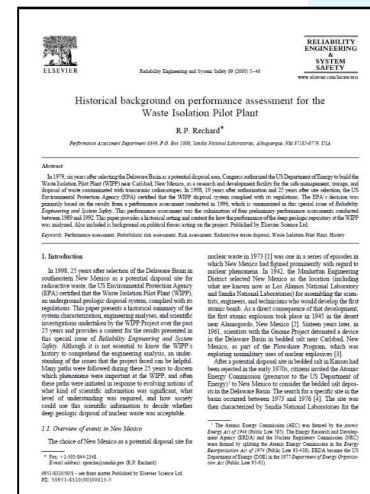 ELSEVIER
Reliability Engineering and System Safety 69 (2000) 5–46
RELIABILITY
ENGINEERING
&
SYSTEM
SAFETY
www.elsevier.com/locate/ress
Historical background on performance assessment for the
Waste Isolation Pilot Plant
R.P. Rechard*
Performance Assessment Department 6849, P.O. Box 5800, Sandia National Laboratories, Albuquerque, NM 87185-0779, USA
Abstract
In 1979, six years after selecting the Delaware Basin as a potential disposal area, Congress authorized the US Department of Energy to build the
Waste Isolation Pilot Plant (WIPP) near Carlsbad, New Mexico, as a research and development facility for the safe management, storage, and
disposal of waste contaminated with transuranic radioisotopes. In 1998, 19 years after authorization and 25 years after site selection, the US
Environmental Protection Agency (EPA) certified that the WIPP disposal system complied with its regulations. The EPA's decision was
primarily based on the results from a performance assessment conducted in 1996, which is summarized in this special issue of Reliability
Engineering and System Safety. This performance assessment was the culmination of four preliminary performance assessments conducted
between 1989 and 1992. This paper provides a historical setting and context for how the performance of the deep geologic repository at the WIPP
was analyzed. Also included is background on political forces acting on the project. Published by Elsevier Science Ltd.
Keywords: Performance assessment; Probabilistic risk assessment; Risk assessment; Radioactive waste disposal; Waste Isolation Pilot Plant; History
1. Introduction
In 1998, 25 years after selection of the Delaware Basin in
southeastern New Mexico as a potential disposal site for
radioactive waste, the US Environmental Protection Agency
(EPA) certified that the Waste Isolation Pilot Plant (WIPP),
an underground geologic disposal system, complied with its
regulations. This paper presents a historical summary of the
system characterization, engineering analyses, and scientific
investigations undertaken by the WIPP Project over the past
25 years and provides a context for the results presented in
this special issue of Reliability Engineering and System
Safety. Although it is not essential to know the WIPP's
history to comprehend the engineering analysis, an under-
standing of the issues that the project faced can be helpful.
Many paths were followed during these 25 years to discern
which phenomena were important at the WIPP, and often
these paths were initiated in response to evolving notions of
what kind of scientific information was significant, what
level of understanding was required, and how society
could use this scientific information to decide whether
deep geologic disposal of nuclear waste was acceptable.
1.1. Overview of events in New Mexico
The choice of New Mexico as a potential disposal site for
* Fax: +1-505-844-2348.
E-mail address: rprecha@sandia.gov (R.P. Rechard).
nuclear waste in 1973 [1] was one in a series of episodes in
which New Mexico had figured prominently with regard to
nuclear phenomena. In 1942, the Manhattan Engineering
District selected New Mexico as the location (including
what are known now as Los Alamos National Laboratory
and Sandia National Laboratories) for assembling the scien-
tists, engineers, and technicians who would develop the first
atomic bomb. As a direct consequence of that development,
the first atomic explosion took place in 1945 in the desert
near Alamogordo, New Mexico [2]. Sixteen years later, in
1961, scientists with the Gnome Project detonated a device
in the Delaware Basin in bedded salt near Carlsbad, New
Mexico, as part of the Plowshare Program, which was
exploring nonmilitary uses of nuclear explosives [3].
After a potential disposal site in bedded salt in Kansas had
been rejected in the early 1970s, citizens invited the Atomic
Energy Commission (precursor to the US Department of
Energy)¹ to New Mexico to consider the bedded salt depos-
its in the Delaware Basin. The search for a specific site in the
basin occurred between 1973 and 1976 [4]. The site was
then characterized by Sandia National Laboratories for the
¹ The Atomic Energy Commission (AEC) was formed by the Atomic
Energy Act of 1946 (Public Law 585). The Energy Research and Develop-
ment Agency (ERDA) and the Nuclear Regulatory Commission (NRC)
were formed by splitting the Atomic Energy Commission in the Energy
Reorganization Act of 1974 (Public Law 93-438). ERDA became the US
Department of Energy (DOE) in the 1977 Department of Energy Organiza-
tion Act (Public Law 95-91).
0951-8320/00/$ - see front matter Published by Elsevier Science Ltd.
PII: S0951-8320(00)00023-5